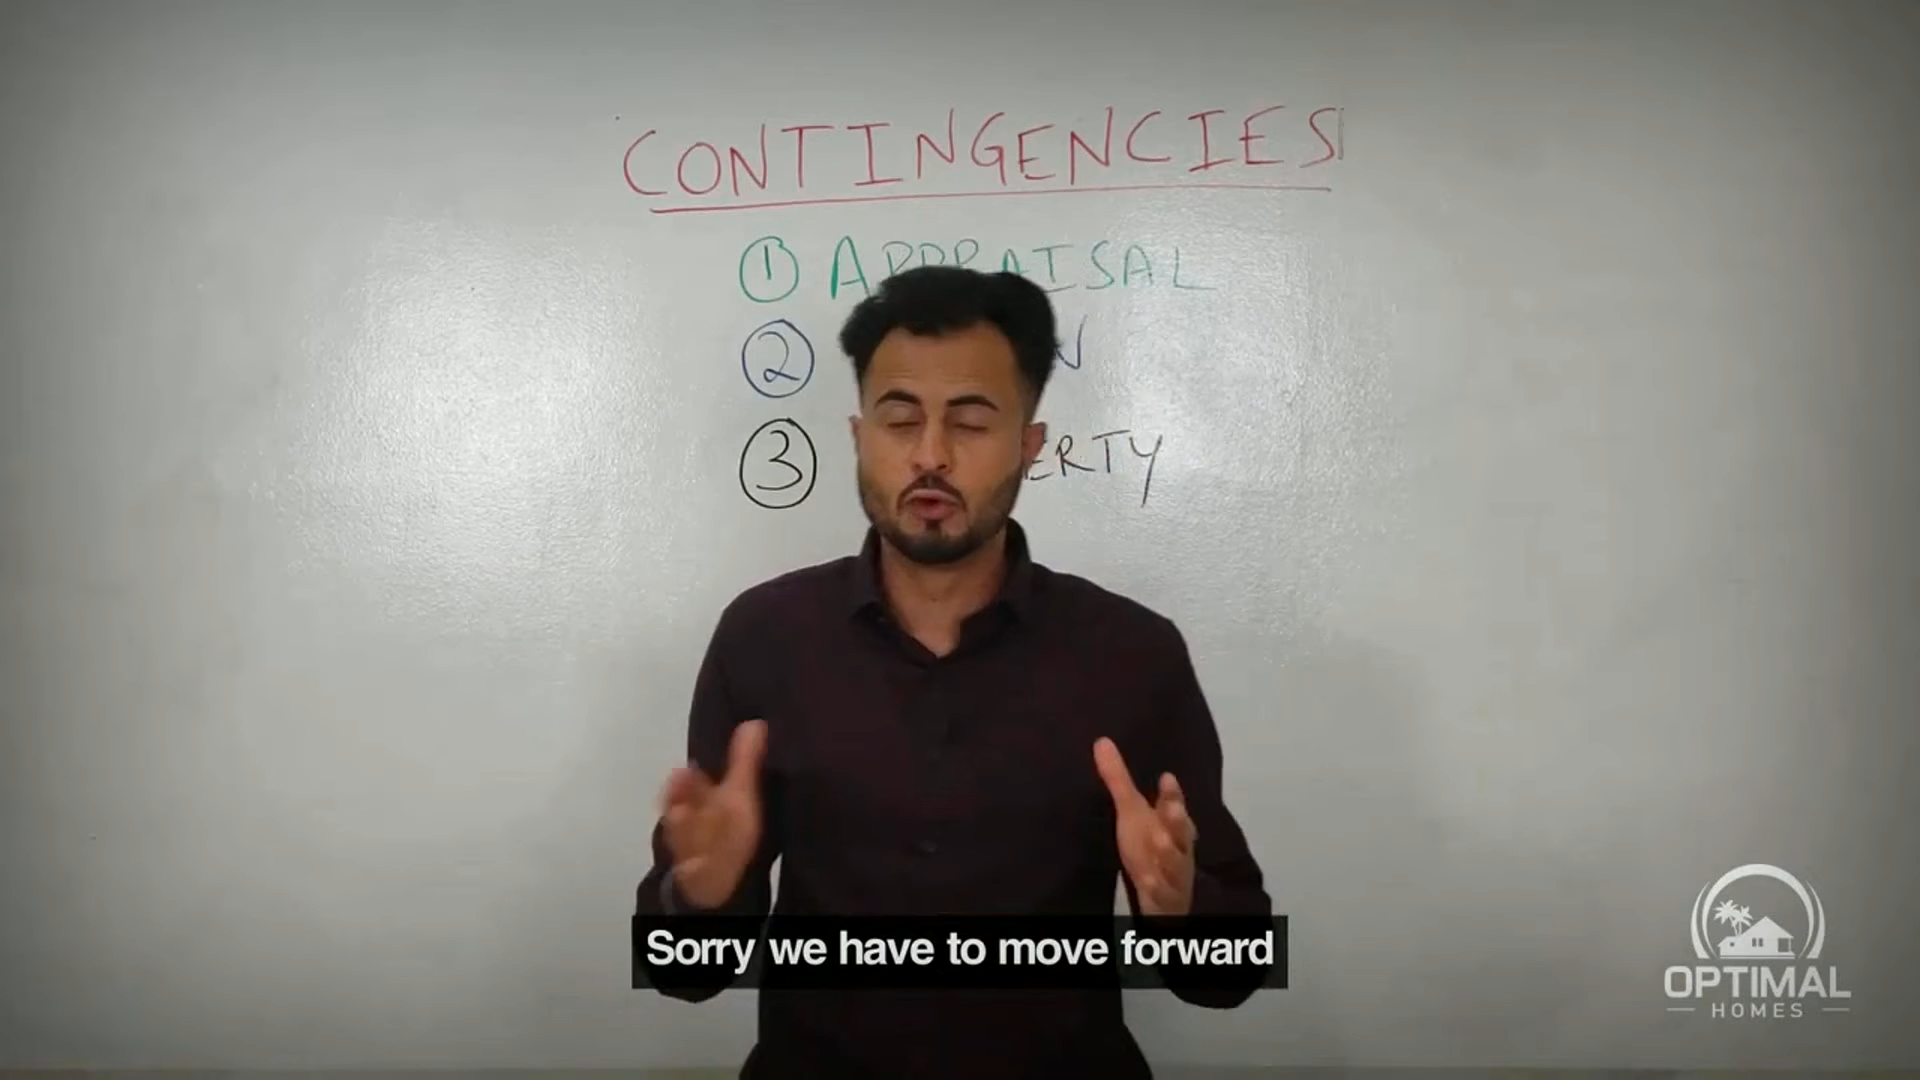 CONTINGENCIES
① APPRAISAL
②
③
Sorry we have to move forward
OPTIMAL
HOMES